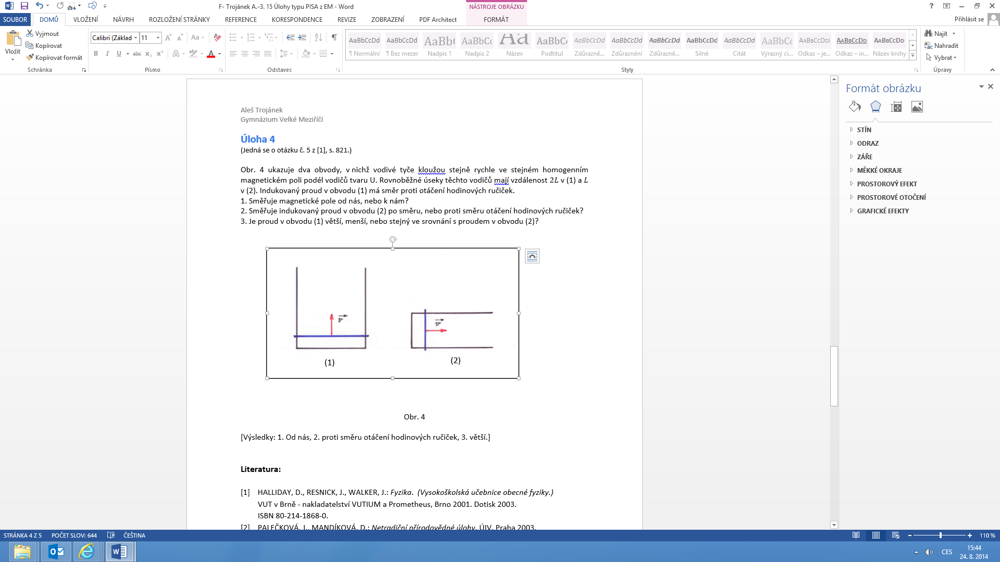 F- Trojánek A.-3. 15 Úlohy typu PISA z EM - Word
NÁSTROJE OBRÁZKU
SOUBOR DOMŮ VLOŽENÍ NÁVRH ROZLOŽENÍ STRÁNKY REFERENCE KORESPONDENCE REVIZE ZOBRAZENÍ PDF Architect FORMÁT Přihlásit se
Vložit
Vyjmout
Kopírovat
Kopírovat formát
Schránka
Calibri (Základ 11
Písmo
Odstavec
AaBbCcDd AaBbCcDd AaBbC AaBbCc Aa AaBbCc AaBbCcDd AaBbCcDd AaBbCcDd AaBbCcDd AaBbCcDd AaBbCc AaBbCcDdI AaBbCcDd AaBbCcDd
¶ Normální ¶ Bez mezer Nadpis 1 Nadpis 2 Název Podtitul Zdůrazně... Zdůraznění Zdůrazně... Silné Citát Výrazný ci... Odkaz – je... Odkaz – in... Název knihy
Styly
Najít
Nahradit
Vybrat
Úpravy
Aleš Trojánek
Gymnázium Velké Meziříčí
Úloha 4
(Jedná se o otázku č. 5 z [1], s. 821.)
Obr. 4 ukazuje dva obvody, v nichž vodivé tyče kloužou stejně rychle ve stejném homogenním
magnetickém poli podél vodičů tvaru U. Rovnoběžné úseky těchto vodičů mají vzdálenost 2L v (1) a L
v (2). Indukovaný proud v obvodu (1) má směr proti otáčení hodinových ručiček.
1. Směřuje magnetické pole od nás, nebo k nám?
2. Směřuje indukovaný proud v obvodu (2) po směru, nebo proti směru otáčení hodinových ručiček?
3. Je proud v obvodu (1) větší, menší, nebo stejný ve srovnání s proudem v obvodu (2)?
v
v
(1)
(2)
Obr. 4
[Výsledky: 1. Od nás, 2. proti směru otáčení hodinových ručiček, 3. větší.]
Literatura:
[1] HALLIDAY, D., RESNICK, J., WALKER, J.: Fyzika. (Vysokoškolská učebnice obecné fyziky.)
VUT v Brně - nakladatelství VUTIUM a Prometheus, Brno 2001. Dotisk 2003.
ISBN 80-214-1868-0.
[2] PALEČKOVÁ, J., MANDÍKOVÁ, D.: Netradiční přírodovědné úlohy. ÚIV, Praha 2003.
Formát obrázku
STÍN
ODRAZ
ZÁŘE
MĚKKÉ OKRAJE
PROSTOROVÝ EFEKT
PROSTOROVÉ OTOČENÍ
GRAFICKÉ EFEKTY
STRÁNKA 4 Z 5 POČET SLOV: 644 ČEŠTINA
110 %
CES
15:44
24. 8. 2014